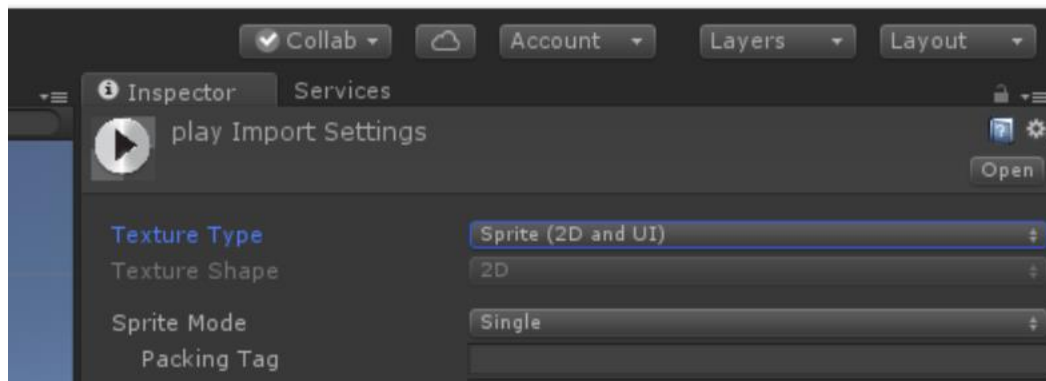 Collab Account Layers Layout
Inspector Services
play Import Settings
Open
Texture Type Sprite (2D and UI)
Texture Shape 2D
Sprite Mode Single
Packing Tag